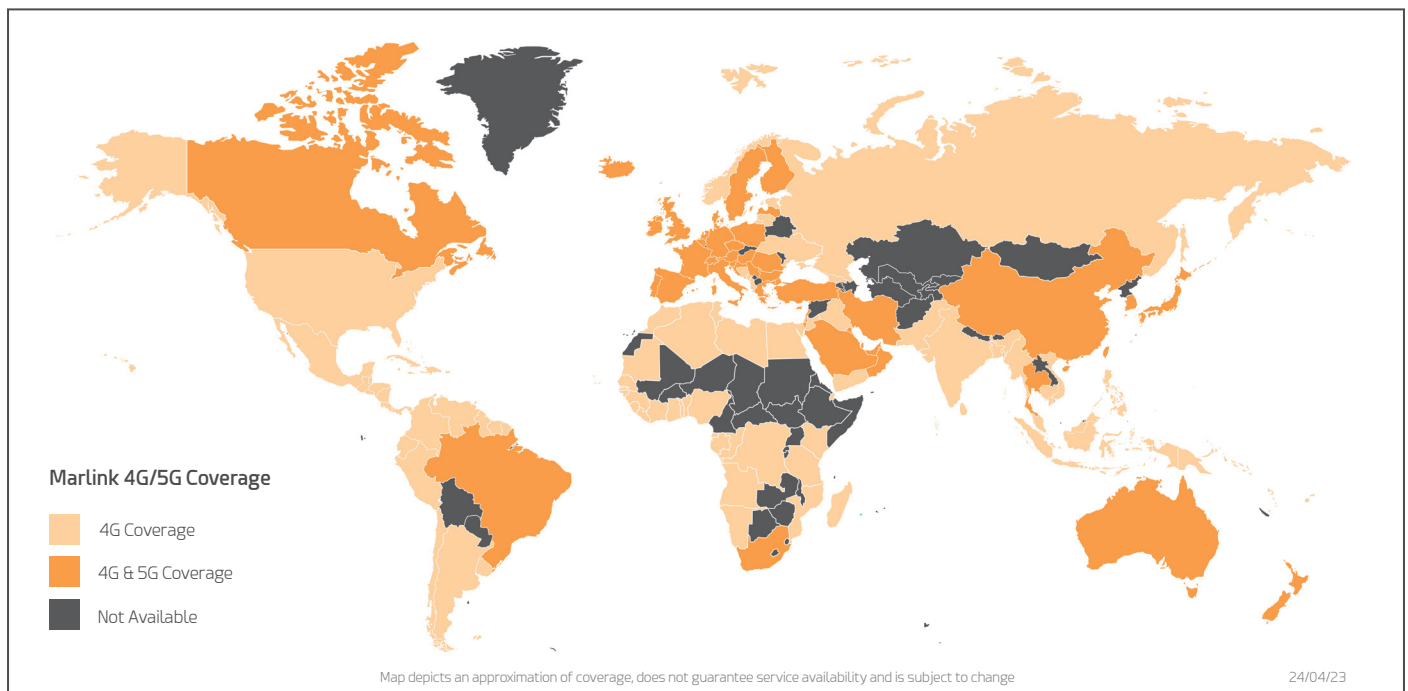 Marlink 4G/5G Coverage
4G Coverage
4G & 5G Coverage
Not Available
Map depicts an approximation of coverage, does not guarantee service availability and is subject to change
24/04/23